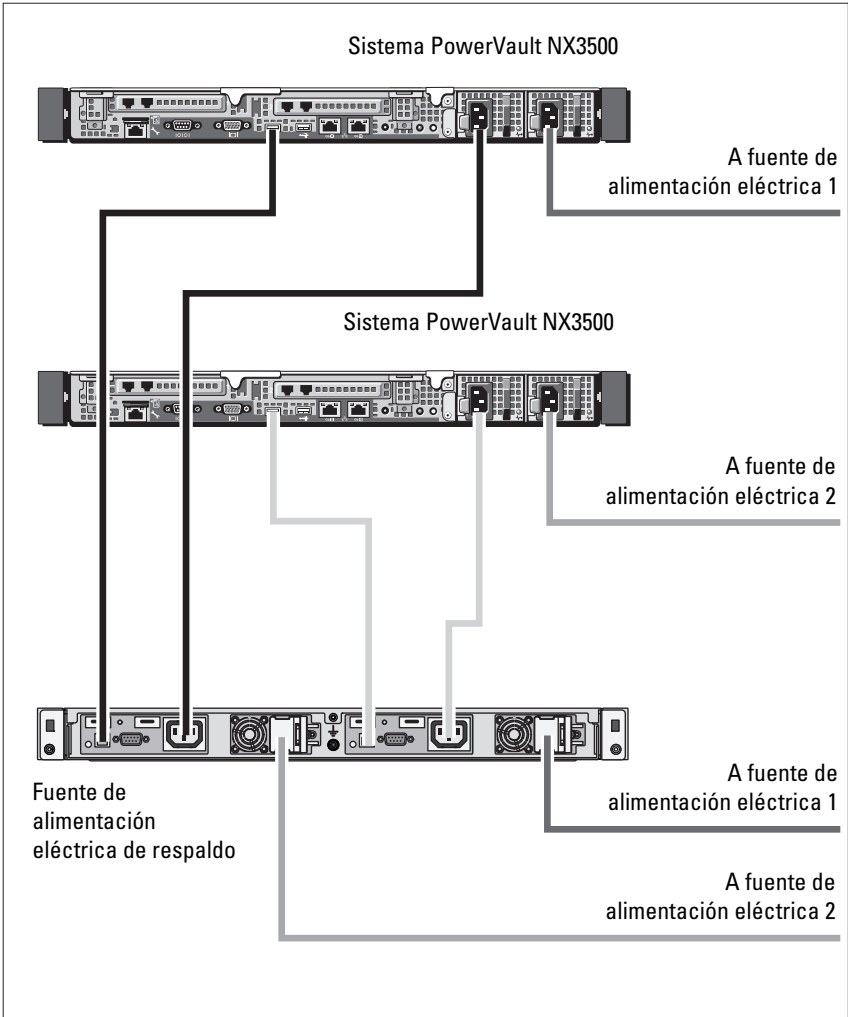 Sistema PowerVault NX3500
A fuente de
alimentación eléctrica 1
Sistema PowerVault NX3500
A fuente de
alimentación eléctrica 2
A fuente de
alimentación eléctrica 1
Fuente de
alimentación
eléctrica de respaldo
A fuente de
alimentación eléctrica 2